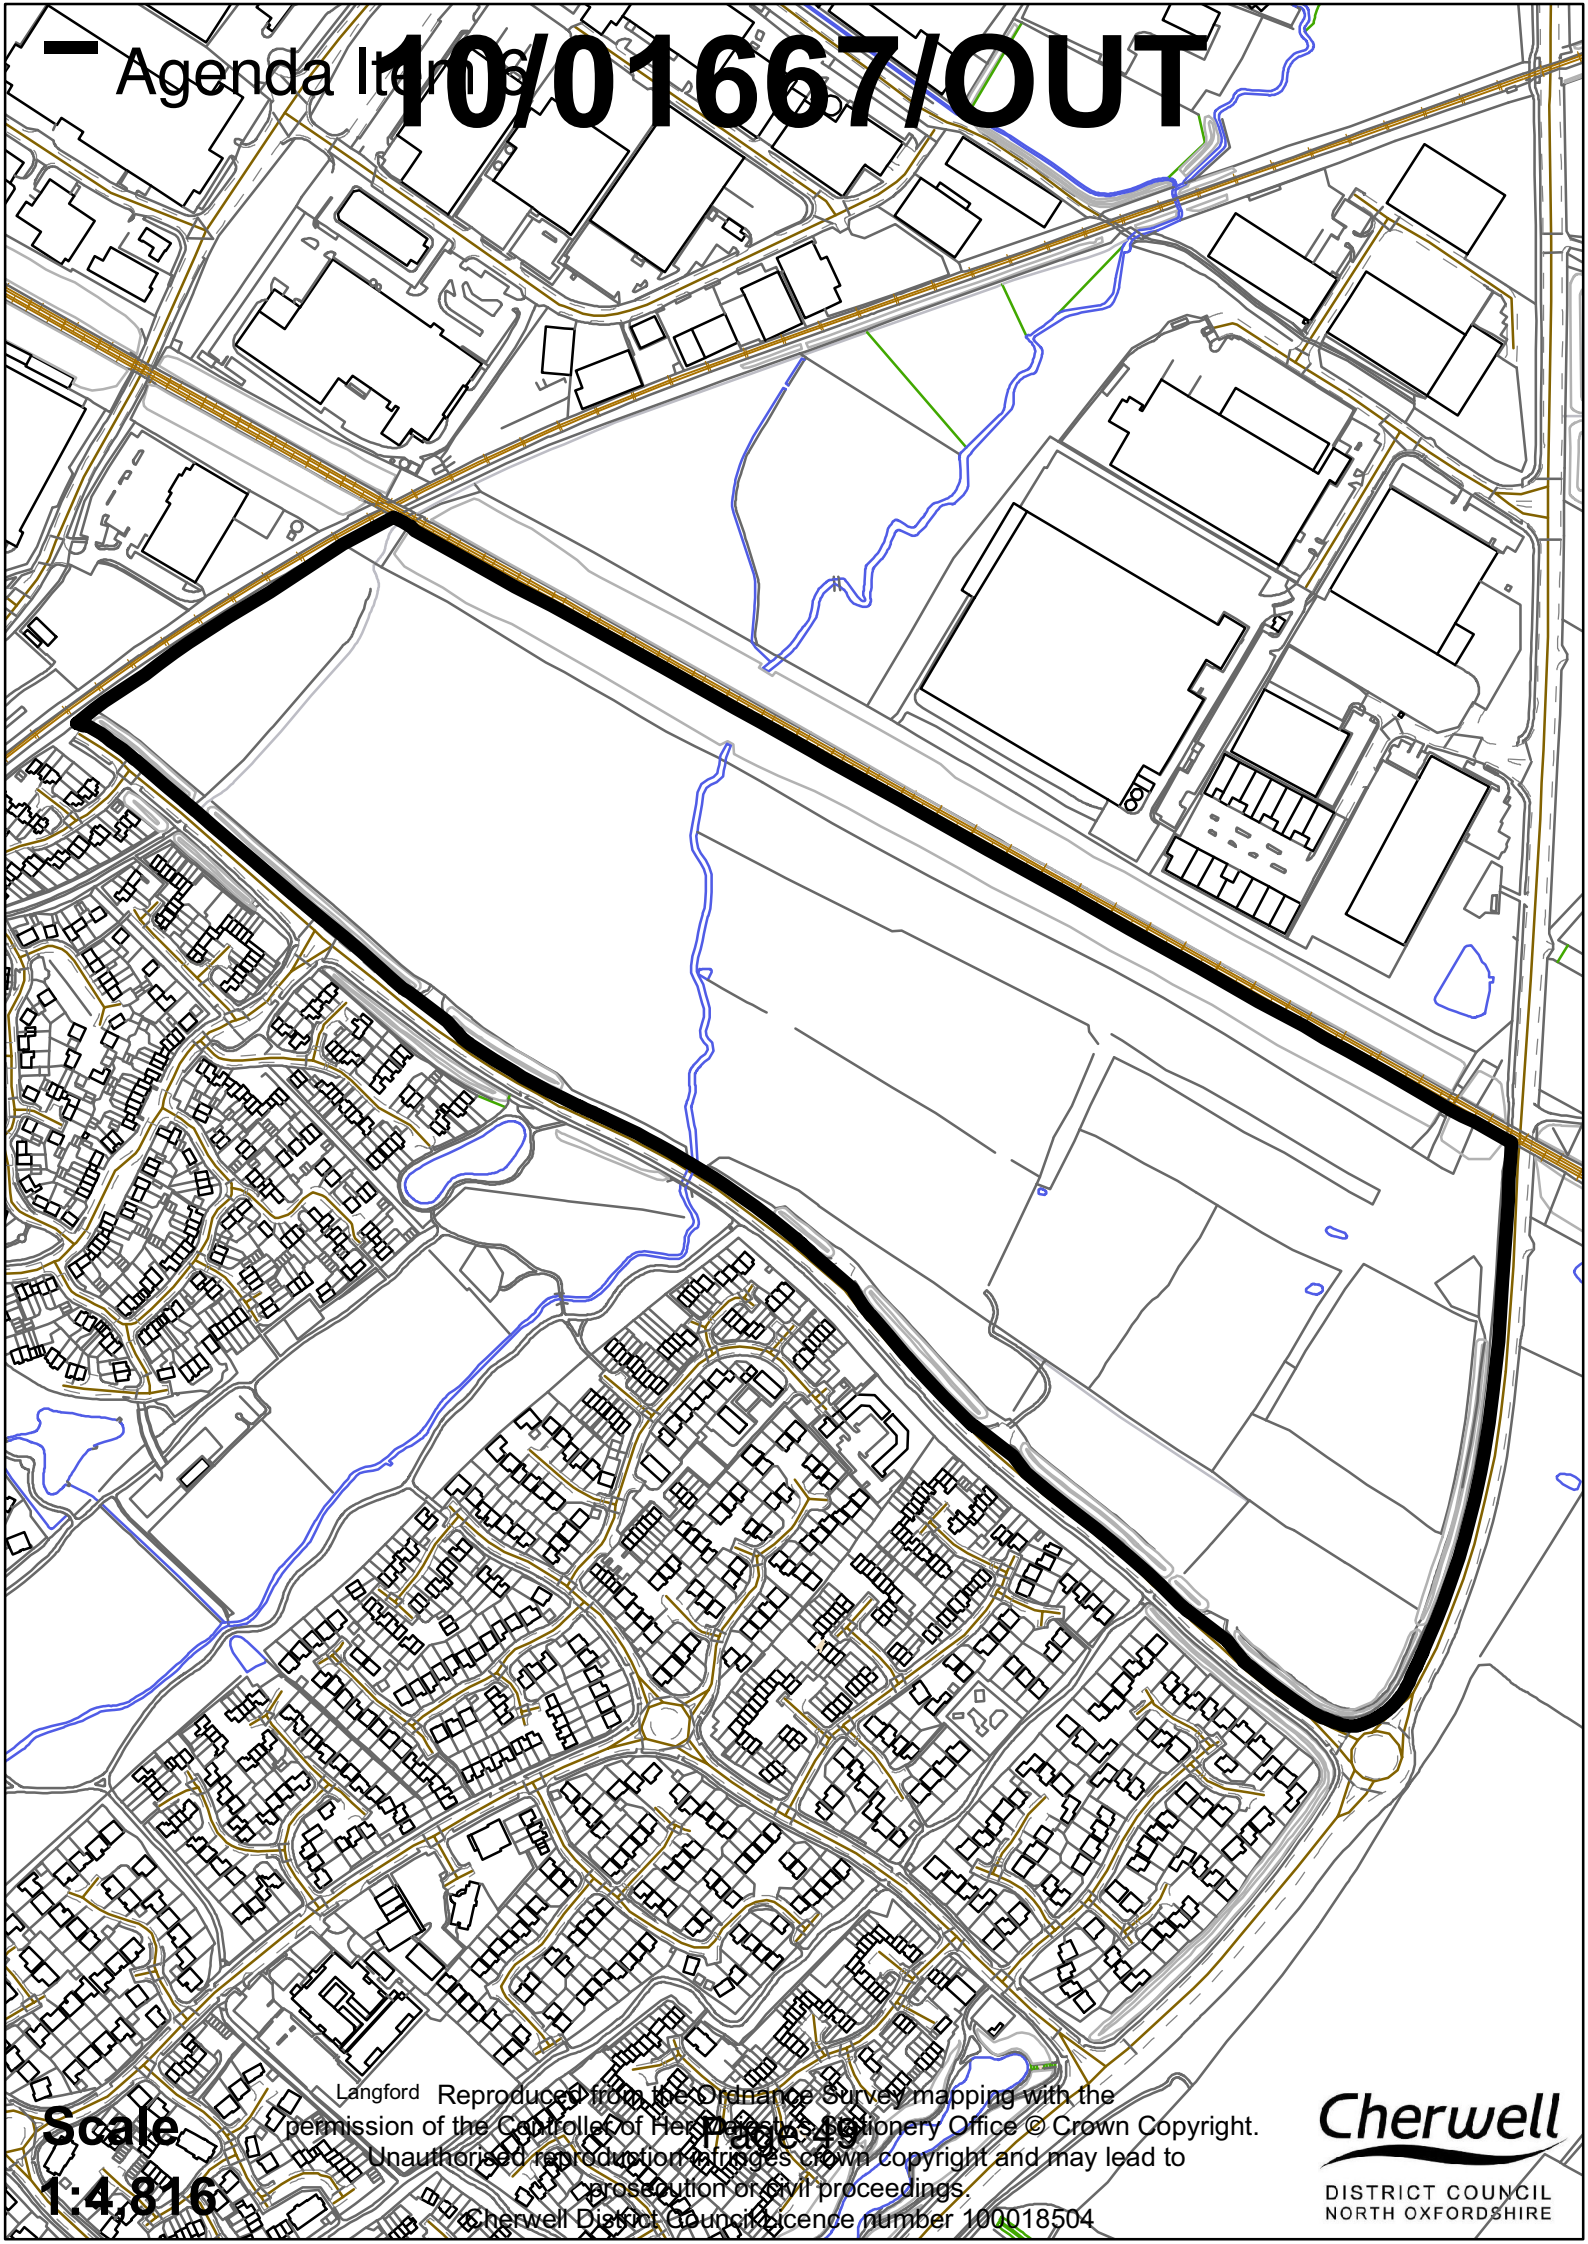 Agenda Item 6
10/01667/OUT
Langford
Reproduced from the Ordnance Survey mapping with the
permission of the Controller of Her Majesty's Stationery Office © Crown Copyright.
Unauthorised reproduction infringes crown copyright and may lead to
prosecution or civil proceedings.
Cherwell District Council Licence number 100018504
Page 49
Scale
1:4,816
Cherwell
DISTRICT COUNCIL
NORTH OXFORDSHIRE